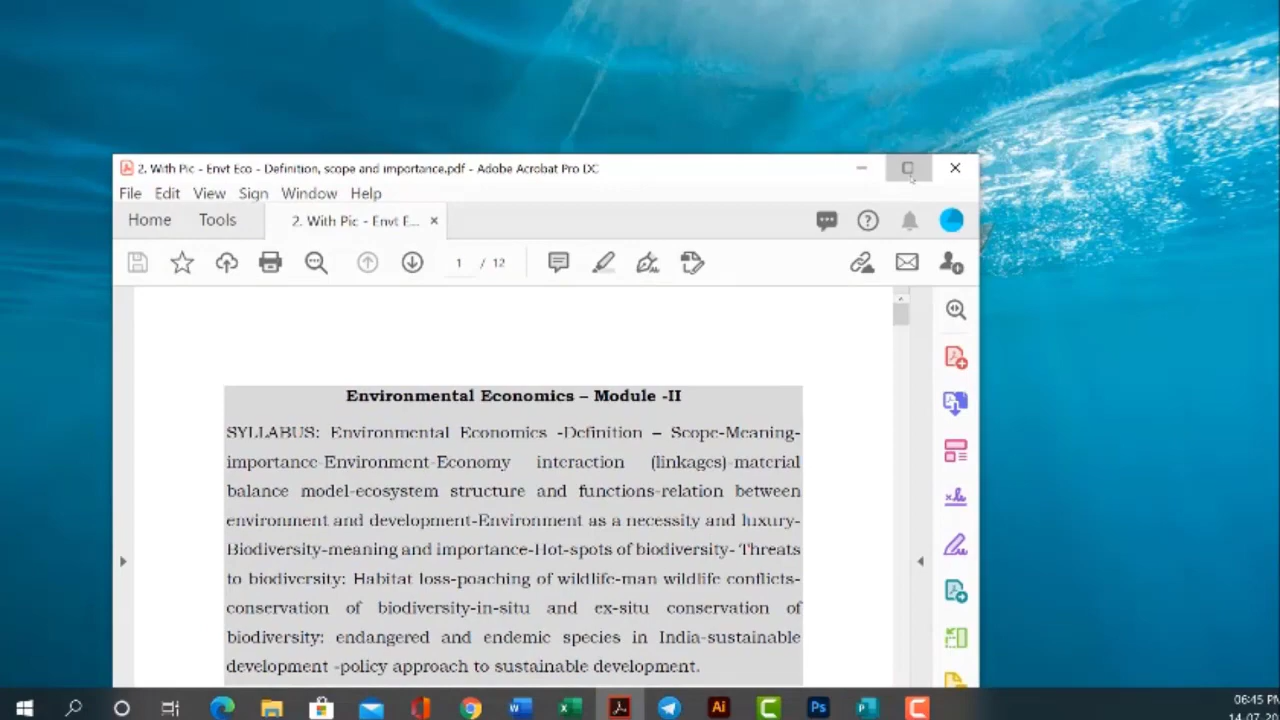 2. With Pic - Envt Eco - Definition, scope and importance.pdf - Adobe Acrobat Pro DC
File Edit View Sign Window Help
Home Tools 2. With Pic - Envt E... ×
1 / 12
Environmental Economics – Module -II
SYLLABUS: Environmental Economics -Definition – Scope-Meaning-
importance-Environment-Economy interaction (linkages)-material
balance model-ecosystem structure and functions-relation between
environment and development-Environment as a necessity and luxury-
Biodiversity-meaning and importance-Hot-spots of biodiversity- Threats
to biodiversity: Habitat loss-poaching of wildlife-man wildlife conflicts-
conservation of biodiversity-in-situ and ex-situ conservation of
biodiversity: endangered and endemic species in India-sustainable
development -policy approach to sustainable development.
Ai Ps
06:45 PM